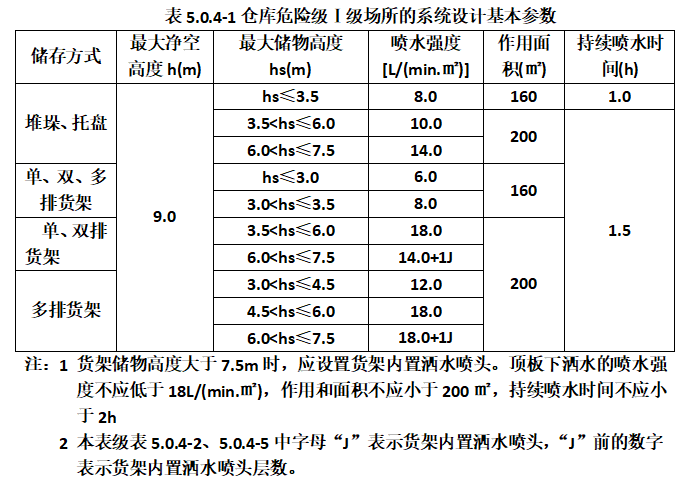 表 5.0.4-1 仓库危险级Ⅰ级场所的系统设计基本参数
储存方式 最大净空高度 h(m) 最大储物高度 hs(m) 喷水强度 [L/(min.㎡)] 作用面积(㎡) 持续喷水时间(h)
堆垛、托盘 9.0 hs≤3.5 8.0 160 1.0
3.5<hs≤6.0 10.0 200 1.5
6.0<hs≤7.5 14.0
单、双、多排货架 hs≤3.0 6.0 160
3.0<hs≤3.5 8.0
单、双排货架 3.5<hs≤6.0 18.0 200
6.0<hs≤7.5 14.0+1J
多排货架 3.0<hs≤4.5 12.0
4.5<hs≤6.0 18.0
6.0<hs≤7.5 18.0+1J
注：1 货架储物高度大于 7.5m 时，应设置货架内置洒水喷头。顶板下洒水的喷水强
度不应低于 18L/(min.㎡)，作用和面积不应小于 200 ㎡，持续喷水时间不应小
于 2h
2 本表级表 5.0.4-2、5.0.4-5 中字母“J”表示货架内置洒水喷头，“J”前的数字
表示货架内置洒水喷头层数。